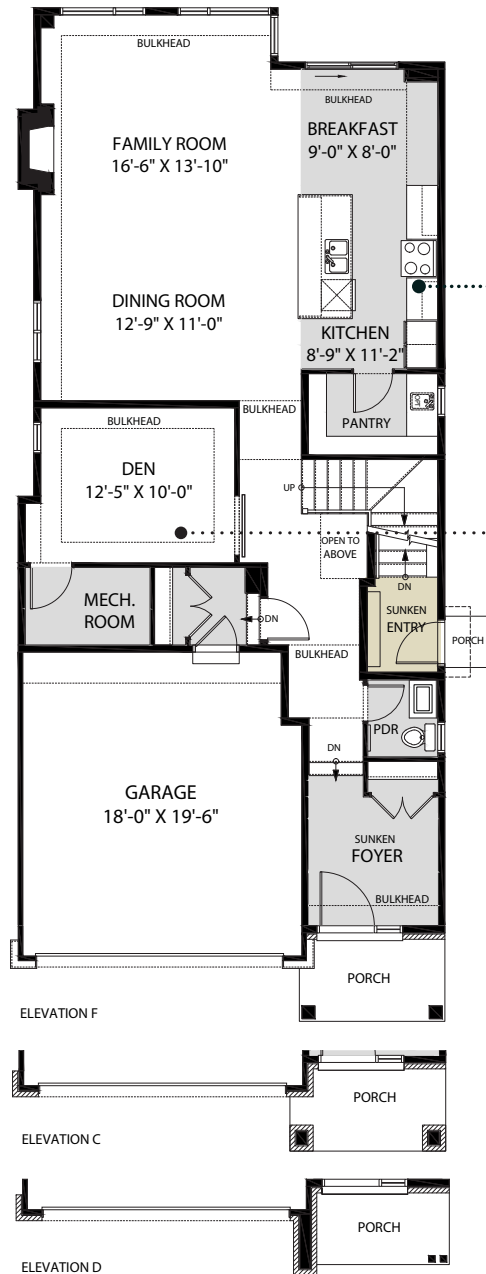 BULKHEAD
FAMILY ROOM
16'-6" X 13'-10"
BULKHEAD
BREAKFAST
9'-0" X 8'-0"
DINING ROOM
12'-9" X 11'-0"
KITCHEN
8'-9" X 11'-2"
PANTRY
BULKHEAD
BULKHEAD
DEN
12'-5" X 10'-0"
UP
OPEN TO
ABOVE
DN
SUNKEN
ENTRY
PORCH
MECH.
ROOM
DN
BULKHEAD
PDR
DN
GARAGE
18'-0" X 19'-6"
SUNKEN
FOYER
BULKHEAD
PORCH
ELEVATION F
PORCH
ELEVATION C
PORCH
ELEVATION D